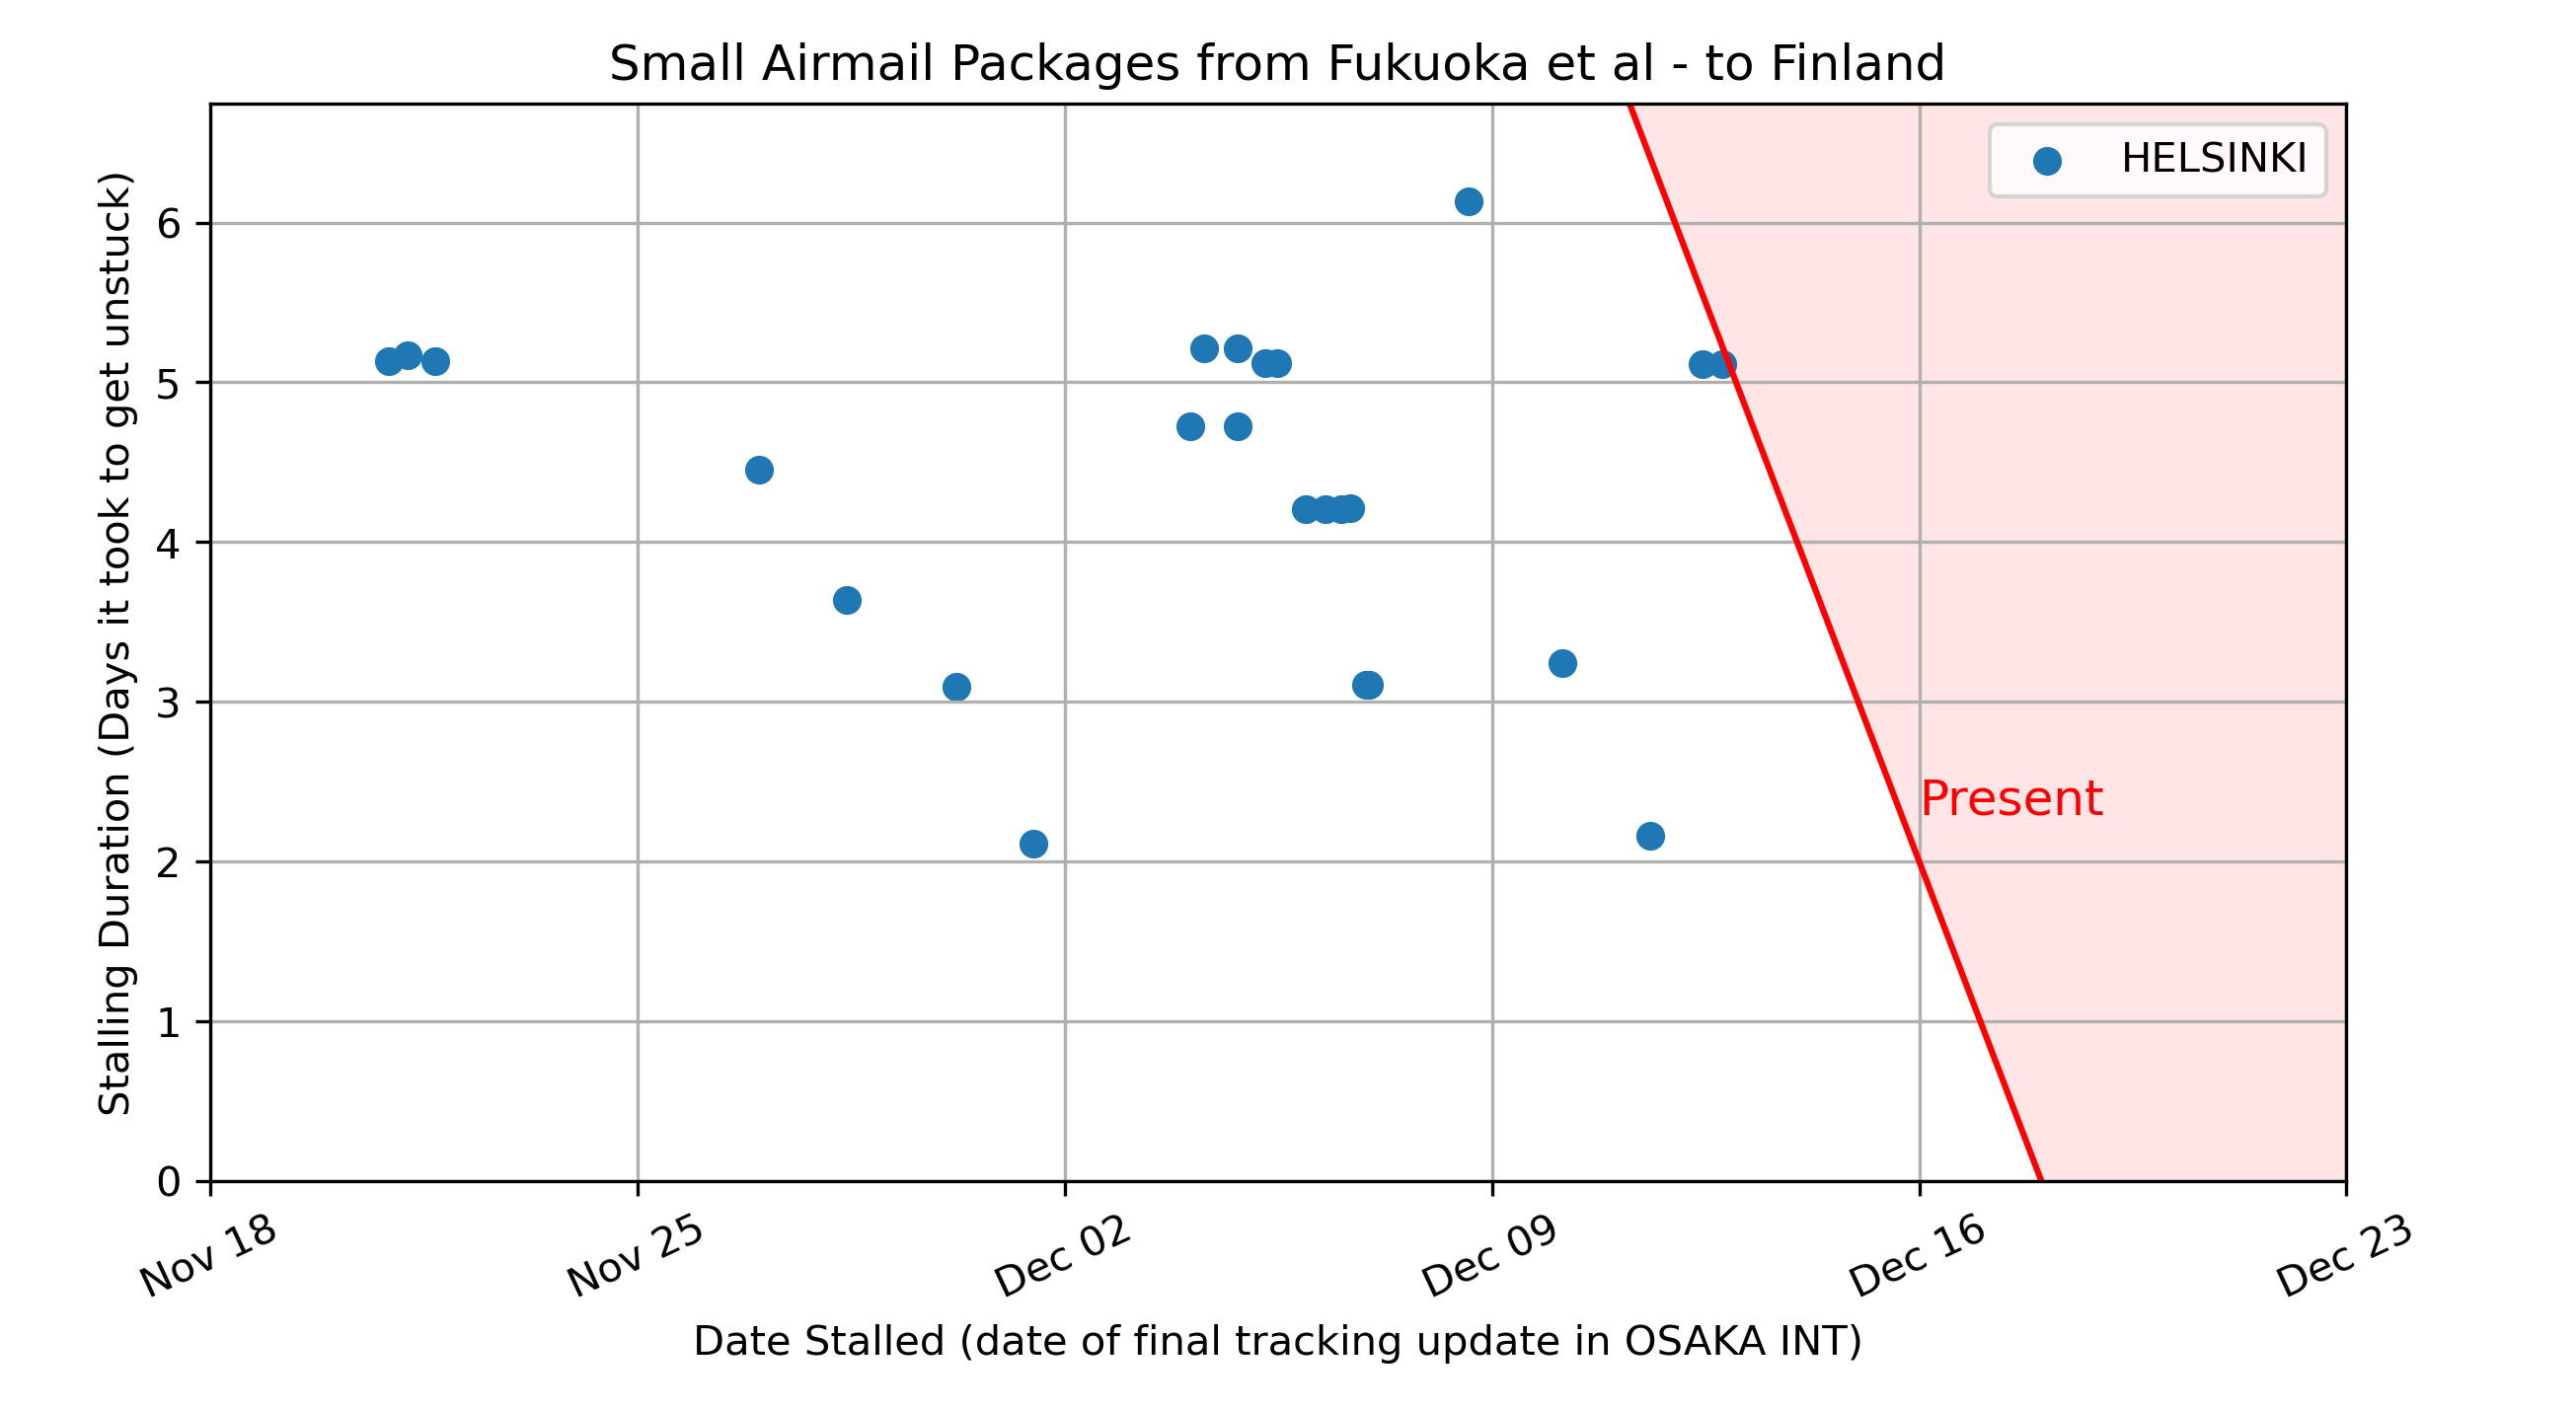 Small Airmail Packages from Fukuoka et al - to Finland
HELSINKI
Stalling Duration (Days it took to get unstuck)
6
5
4
3
2
1
0
Present
Nov 18
Nov 25
Dec 02
Dec 09
Dec 16
Dec 23
Date Stalled (date of final tracking update in OSAKA INT)